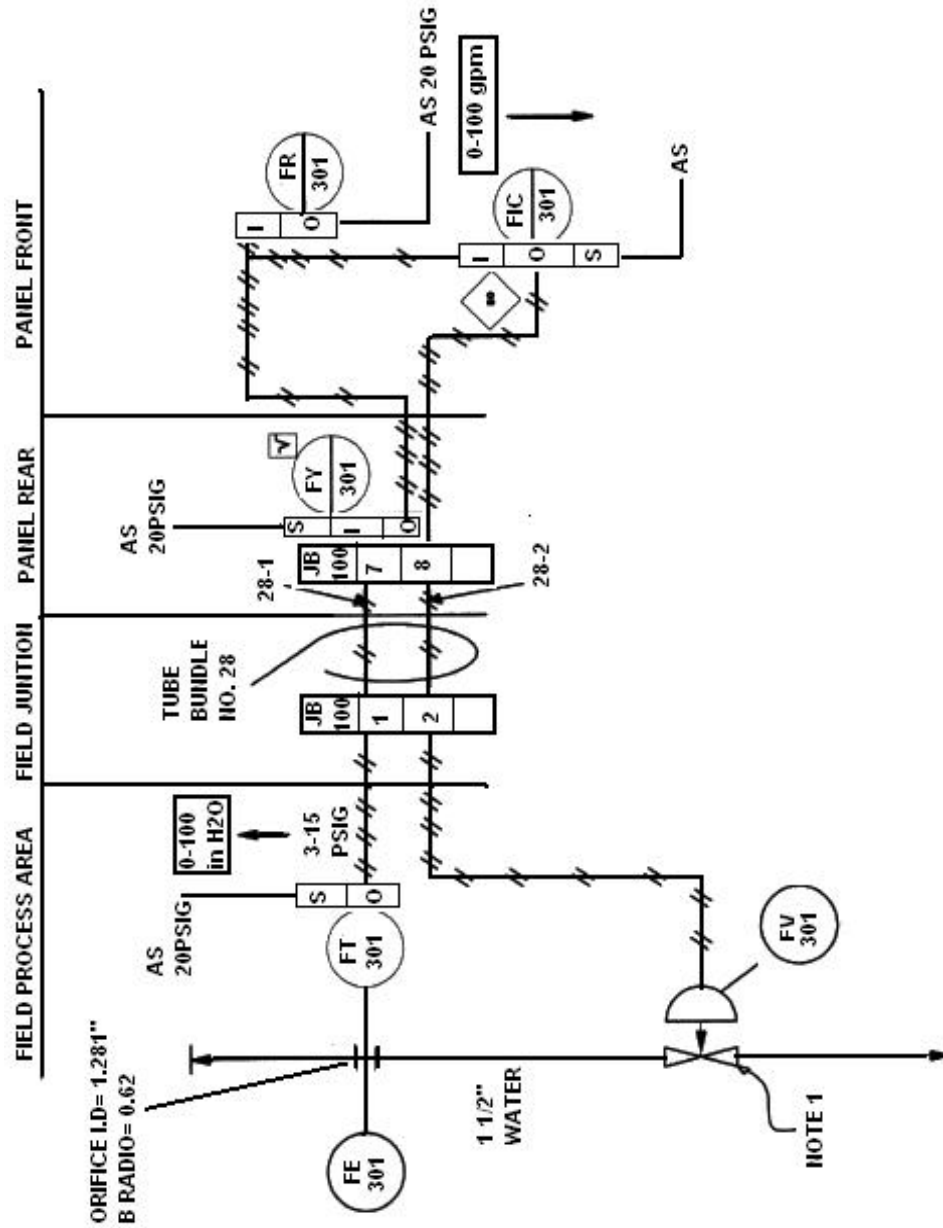 FIELD PROCESS AREA
FIELD JUNTION
PANEL REAR
PANEL FRONT
ORIFICE I.D= 1.281"
B RADIO= 0.62
AS
20PSIG
0-100
in H2O
3-15
PSIG
S
O
FT
301
FE
301
1 1/2"
WATER
NOTE 1
FV
301
TUBE
BUNDLE
NO. 28
JB
100
1
2
28-1
28-2
JB
100
7
8
AS
20PSIG
S
I
O
FY
301
√
I
O
FR
301
AS 20 PSIG
0-100 gpm
I
O
S
FIC
301
AS